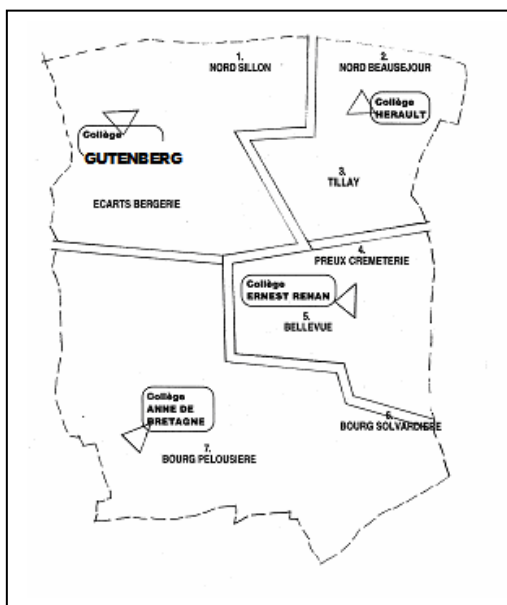 1.
NORD SILLON
2.
NORD BEAUSEJOUR
Collège
HERAULT
Collège
GUTENBERG
3.
TILLAY
ECARTS BERGERIE
4.
PREUX CREMETERIE
Collège
ERNEST RENAN
5.
BELLEVUE
Collège
ANNE DE
BRETAGNE
6.
BOURG SOLVARDIERE
7.
BOURG PELOUSIERE